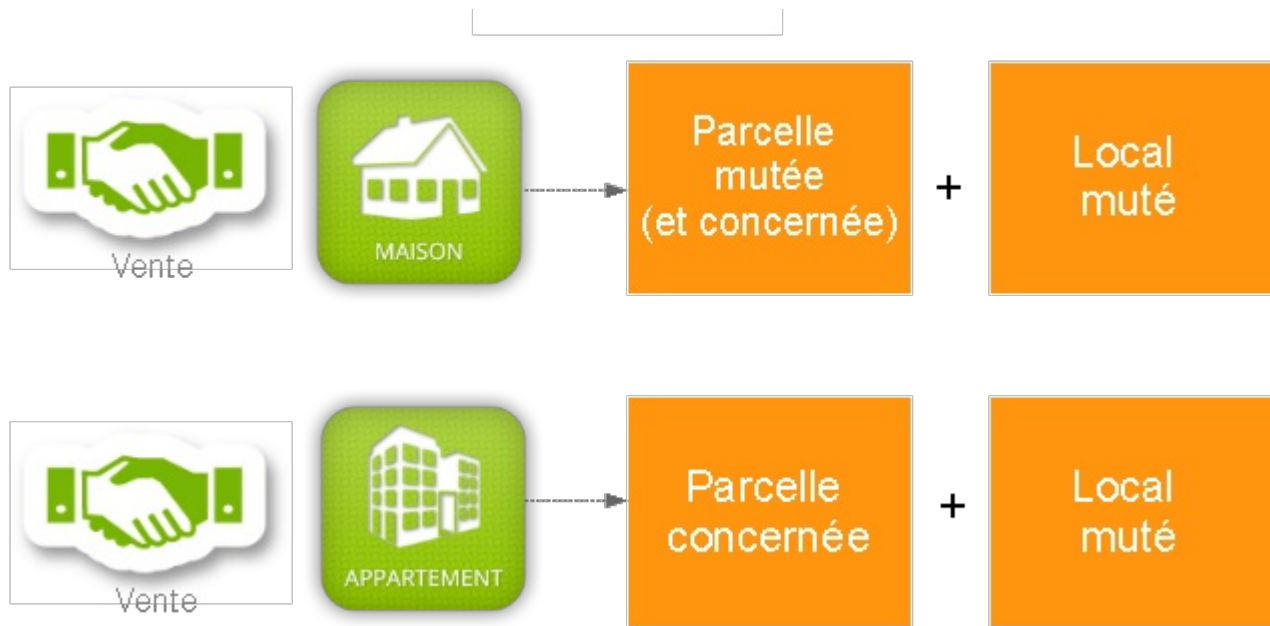 Vente
MAISON
Parcelle
mutée
(et concernée)
+
Local
muté
Vente
APPARTEMENT
Parcelle
concernée
+
Local
muté